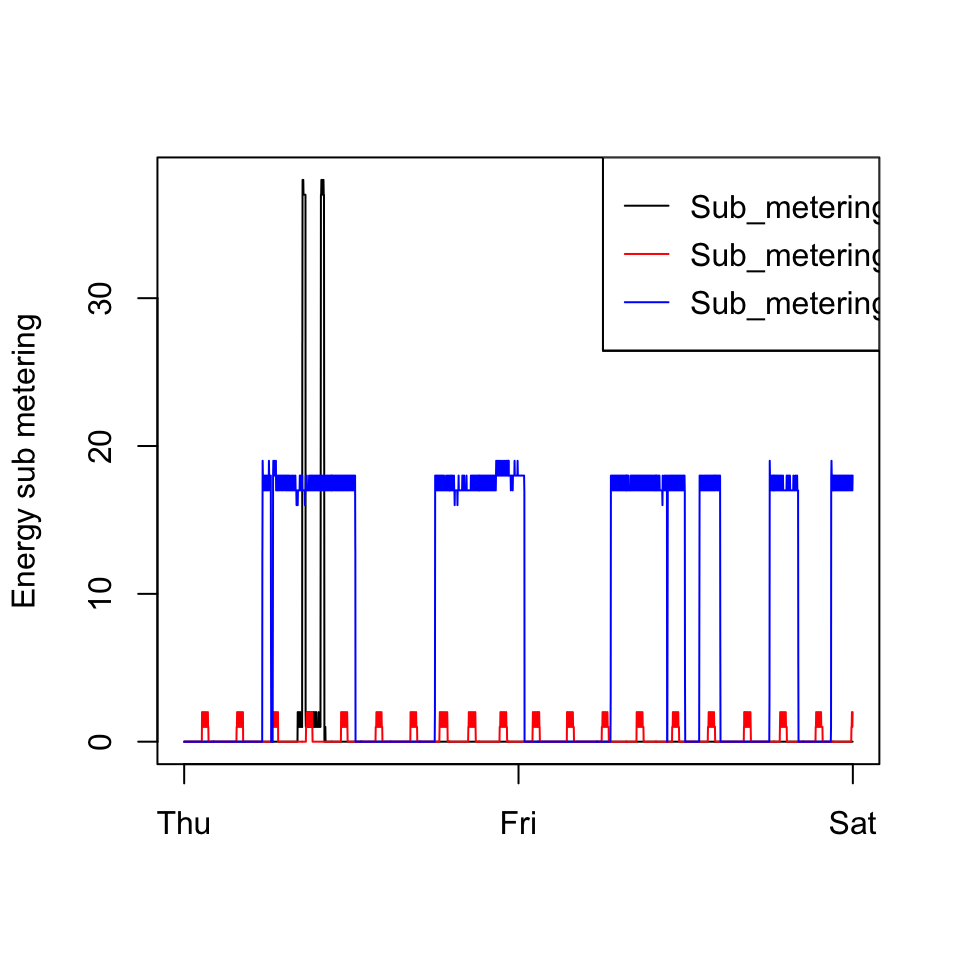 Sub_metering
Sub_metering
Sub_metering
Energy sub metering
30
20
10
0
Thu Fri Sat